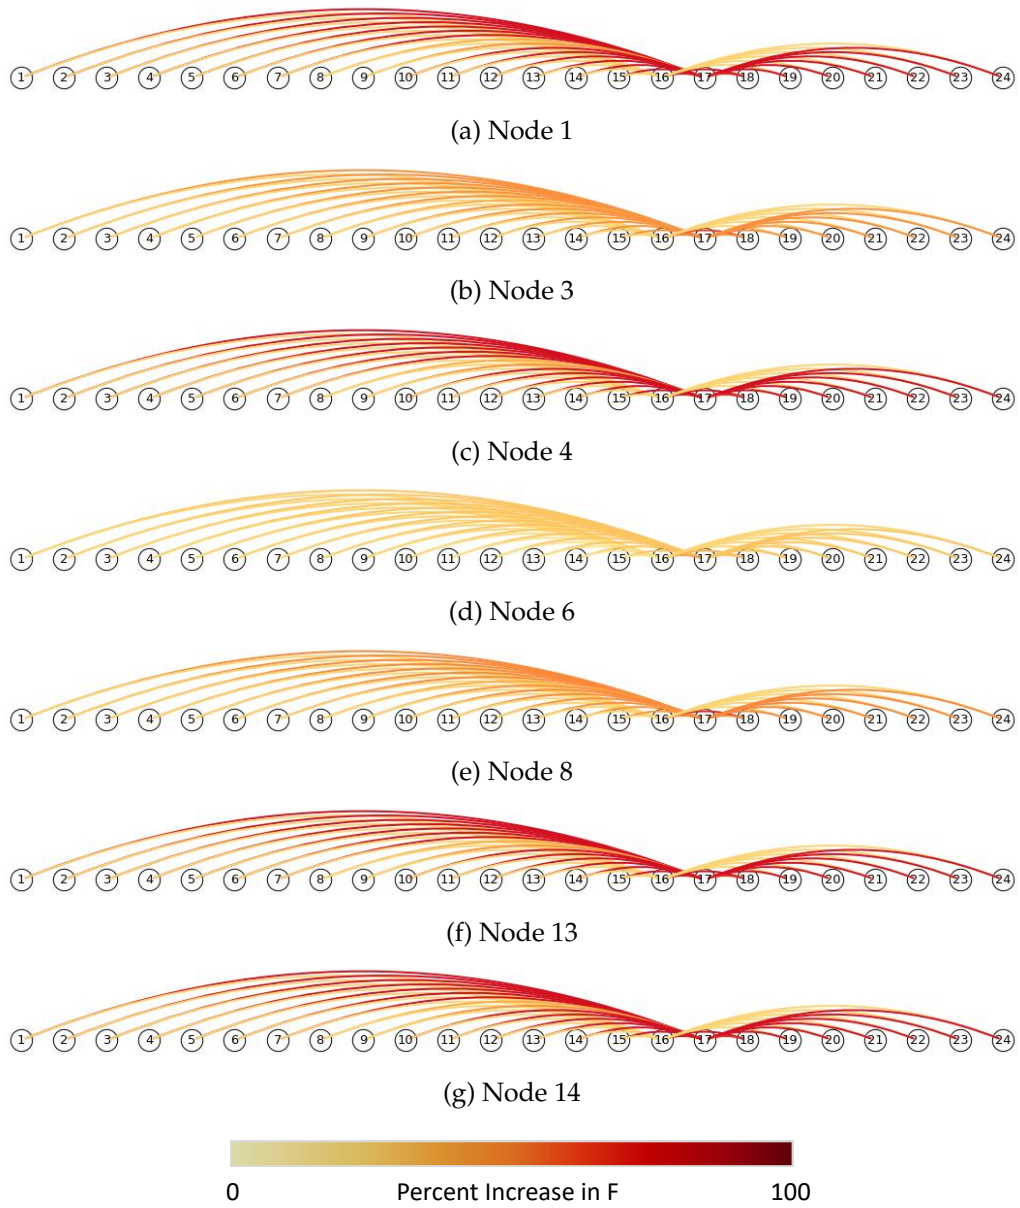 1 2 3 4 5 6 7 8 9 10 11 12 13 14 15 16 17 18 19 20 21 22 23 24
(a) Node 1
1 2 3 4 5 6 7 8 9 10 11 12 13 14 15 16 17 18 19 20 21 22 23 24
(b) Node 3
1 2 3 4 5 6 7 8 9 10 11 12 13 14 15 16 17 18 19 20 21 22 23 24
(c) Node 4
1 2 3 4 5 6 7 8 9 10 11 12 13 14 15 16 17 18 19 20 21 22 23 24
(d) Node 6
1 2 3 4 5 6 7 8 9 10 11 12 13 14 15 16 17 18 19 20 21 22 23 24
(e) Node 8
1 2 3 4 5 6 7 8 9 10 11 12 13 14 15 16 17 18 19 20 21 22 23 24
(f) Node 13
1 2 3 4 5 6 7 8 9 10 11 12 13 14 15 16 17 18 19 20 21 22 23 24
(g) Node 14
0 Percent Increase in F 100